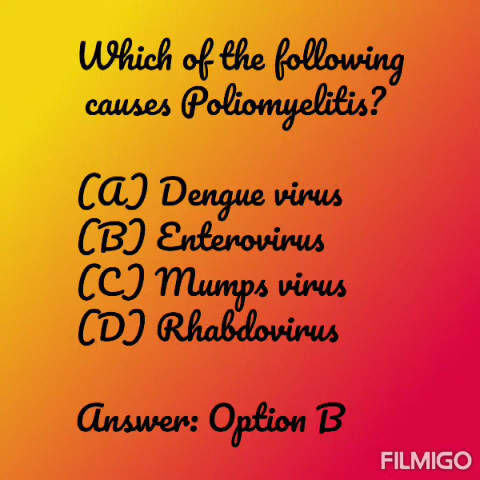 Which of the following
causes Poliomyelitis?
(A) Dengue virus
(B) Enterovirus
(C) Mumps virus
(D) Rhabdovirus
Answer: Option B
FILMIGO